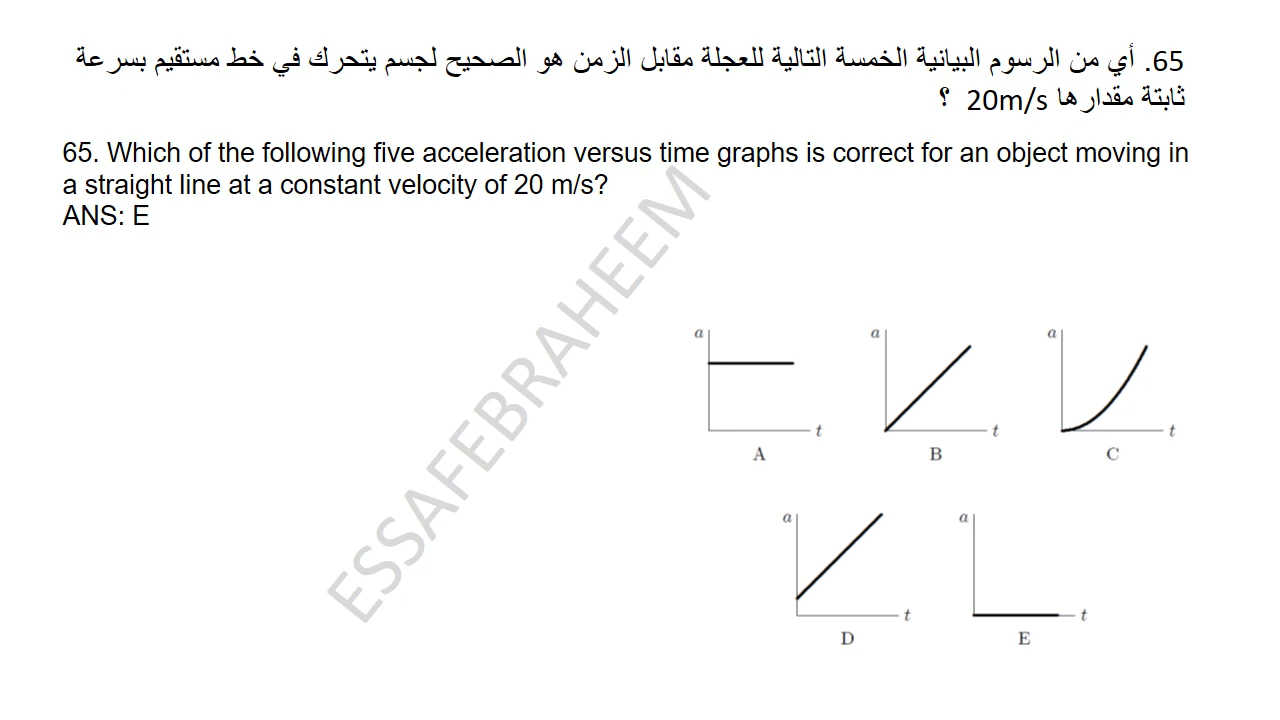 65. أي من الرسوم البيانية الخمسة التالية للعجلة مقابل الزمن هو الصحيح لجسم يتحرك في خط مستقيم بسرعة
ثابتة مقدارها 20m/s ؟
65. Which of the following five acceleration versus time graphs is correct for an object moving in
a straight line at a constant velocity of 20 m/s?
ANS: E
ESSAFEBRAHEEM
a
t
A
a
t
B
a
t
C
a
t
D
a
t
E